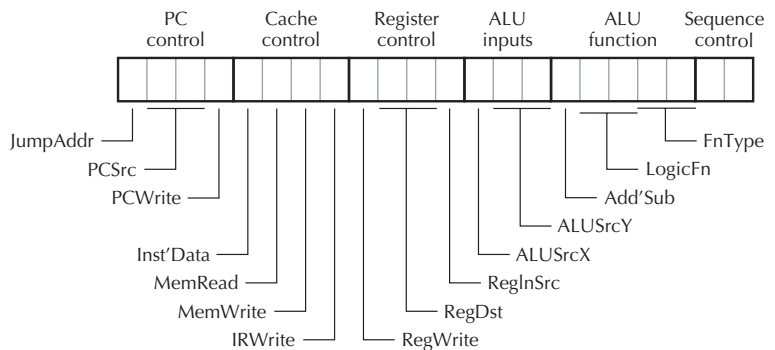 PC control
Cache control
Register control
ALU inputs
ALU function
Sequence control
JumpAddr
FnType
PCSrc
LogicFn
PCWrite
Add'Sub
ALUSrcY
Inst'Data
ALUSrcX
MemRead
RegInSrc
MemWrite
RegDst
IRWrite
RegWrite